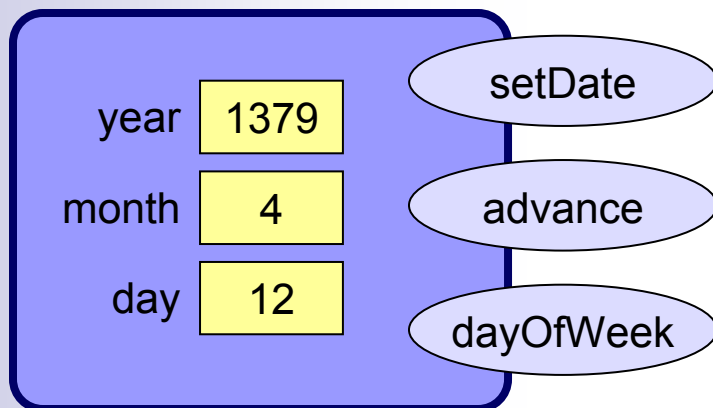 year 1379
month 4
day 12
setDate
advance
dayOfWeek